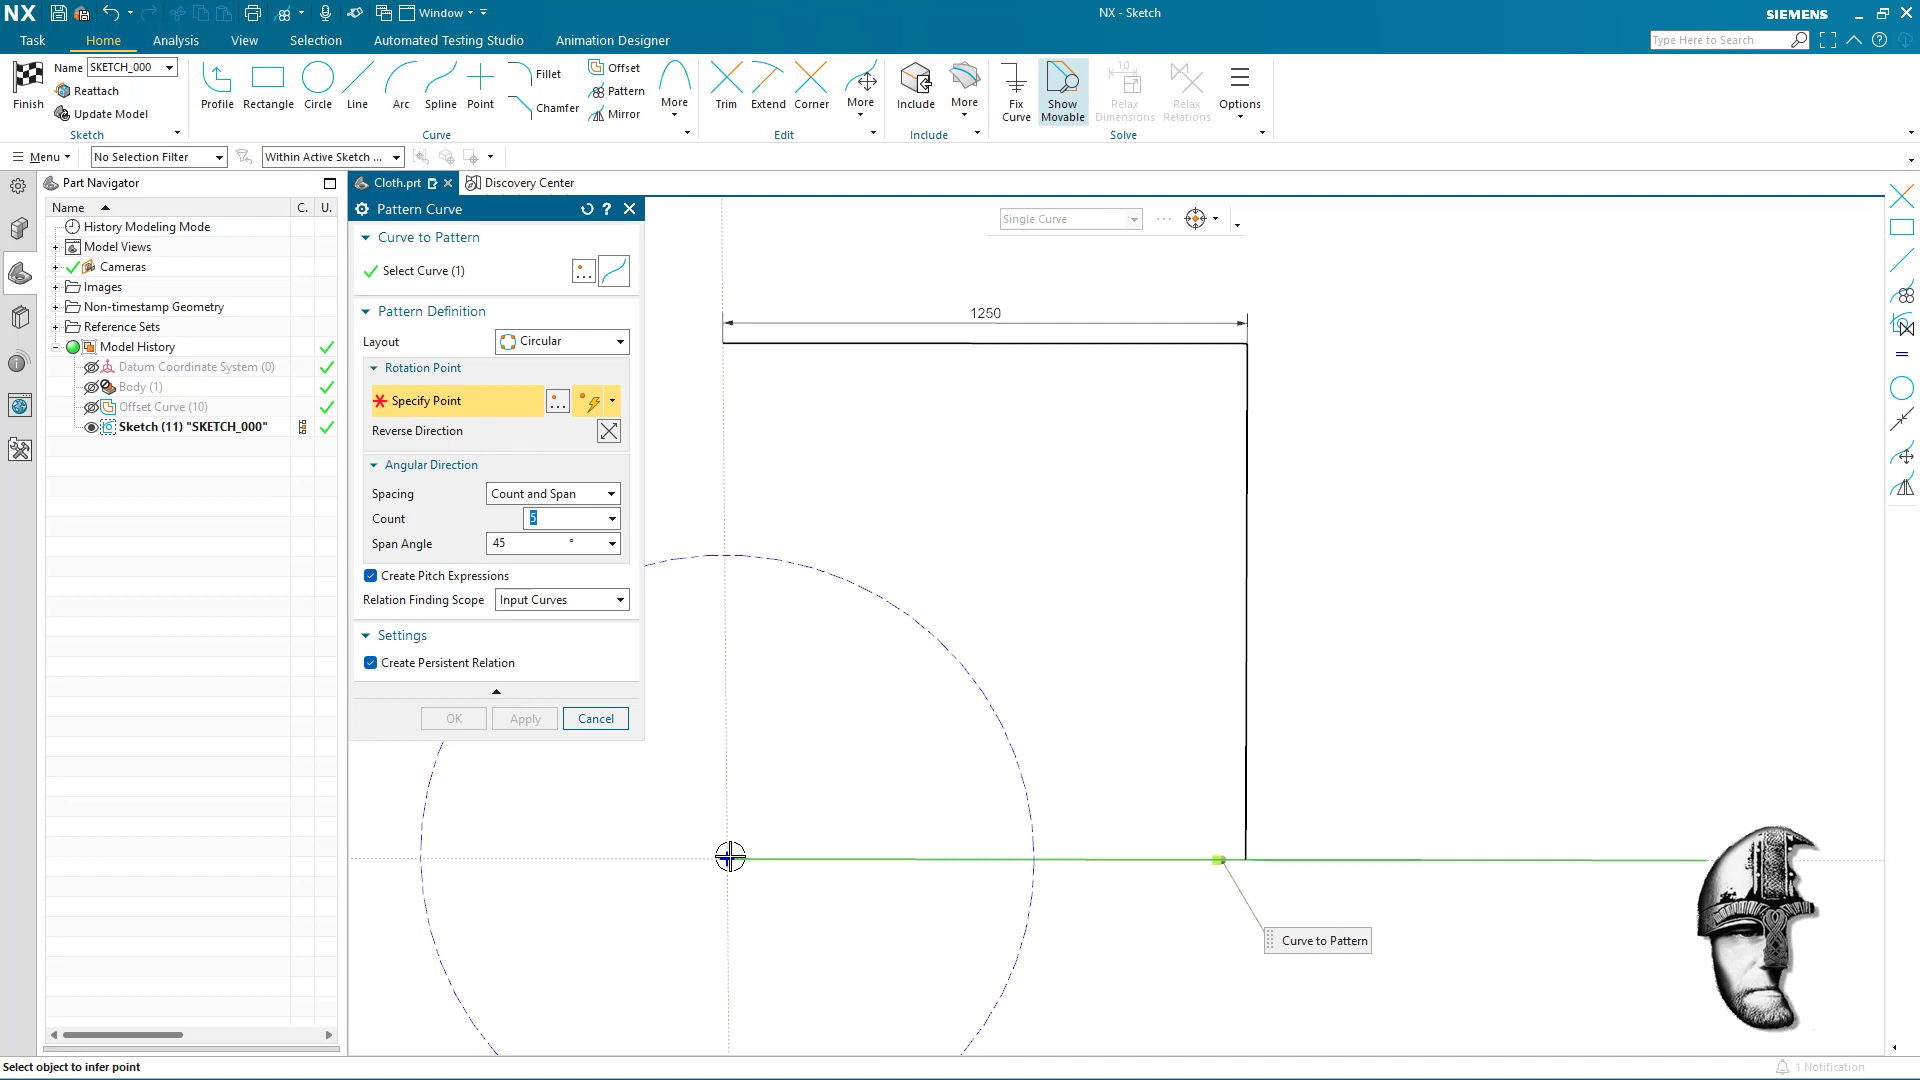 NX
Window
NX - Sketch
SIEMENS
Task
Home
Analysis
View
Selection
Automated Testing Studio
Animation Designer
Type Here to Search
Finish
Name
SKETCH_000
Reattach
Update Model
Sketch
Profile
Rectangle
Circle
Line
Arc
Spline
Point
Fillet
Chamfer
Offset
Pattern
Mirror
More
Curve
Trim
Extend
Corner
More
Edit
Include
More
Include
Fix
Curve
Show
Movable
10
Relax
Dimensions
Relax
Relations
Options
Solve
Menu
No Selection Filter
Within Active Sketch ...
Part Navigator
Name
C.
U.
History Modeling Mode
Model Views
Cameras
Images
Non-timestamp Geometry
Reference Sets
Model History
Datum Coordinate System (0)
Body (1)
Offset Curve (10)
Sketch (11) "SKETCH_000"
Cloth.prt
Discovery Center
Pattern Curve
Curve to Pattern
Select Curve (1)
Pattern Definition
Layout
Circular
Rotation Point
Specify Point
Reverse Direction
Angular Direction
Spacing
Count and Span
Count
5
Span Angle
45
°
Create Pitch Expressions
Relation Finding Scope
Input Curves
Settings
Create Persistent Relation
OK
Apply
Cancel
Single Curve
1250
Curve to Pattern
Select object to infer point
1 Notification